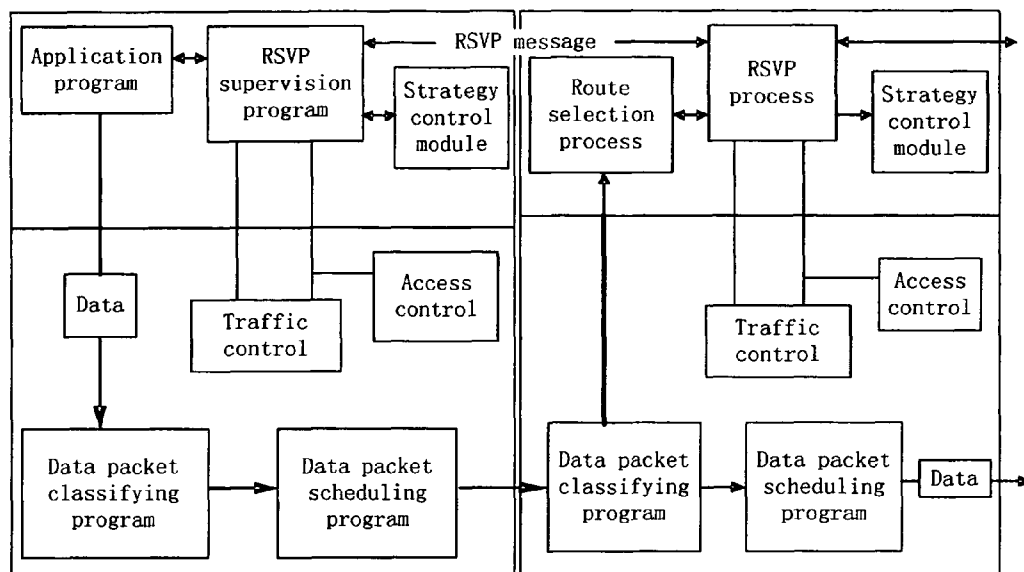 Application
program
RSVP
supervision
program
Strategy
control
module
RSVP message
Route
selection
process
RSVP
process
Strategy
control
module
Data
Traffic
control
Access
control
Traffic
control
Access
control
Data packet
classifying
program
Data packet
scheduling
program
Data packet
classifying
program
Data packet
scheduling
program
Data